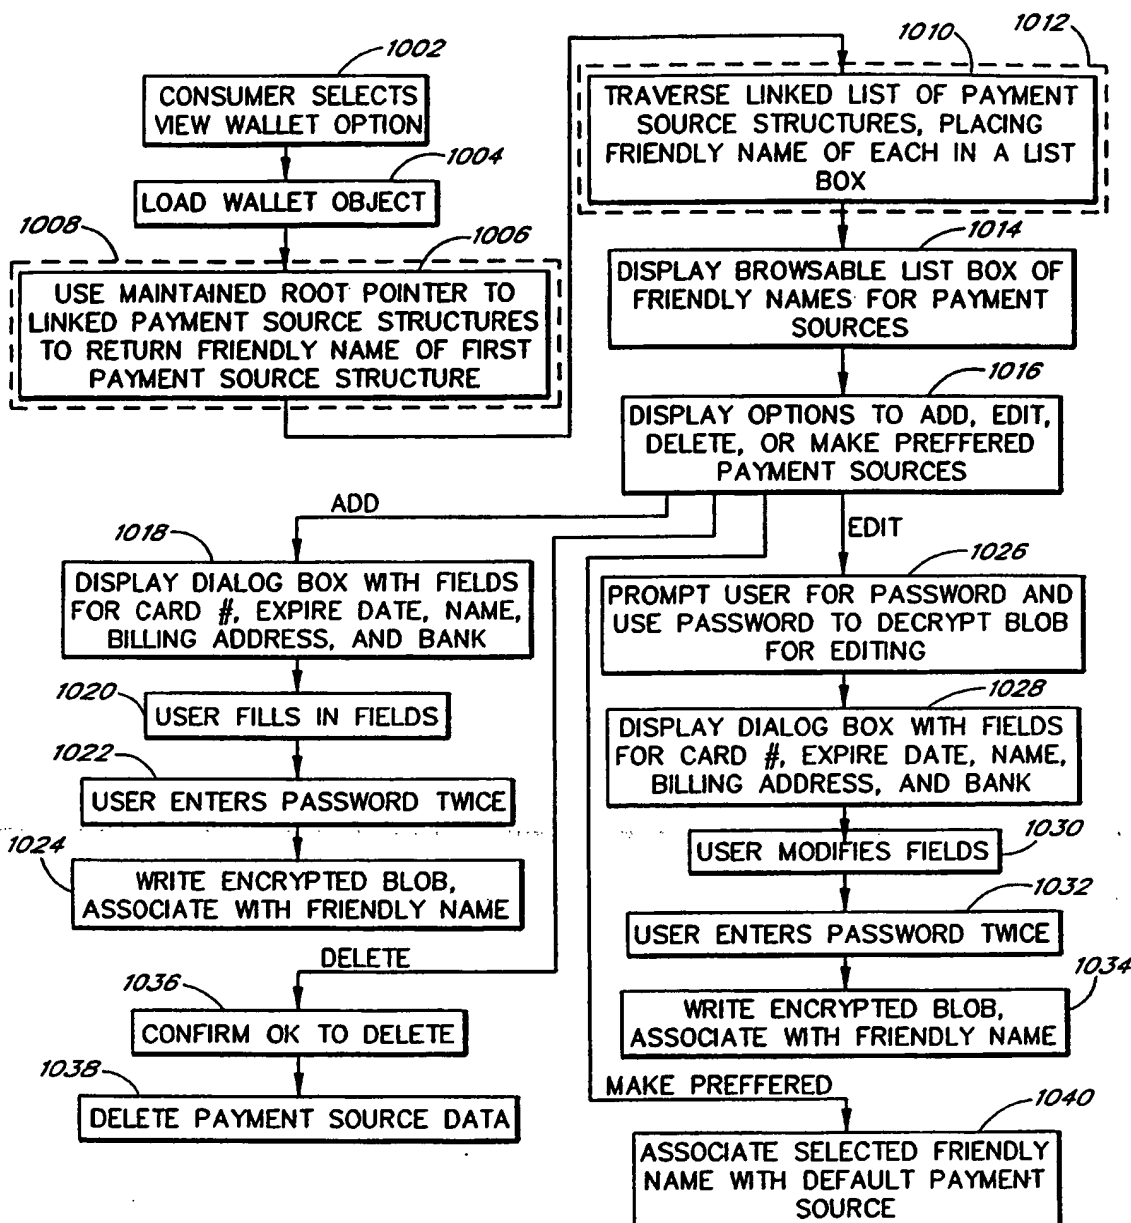 1002
CONSUMER SELECTS
VIEW WALLET OPTION
1004
LOAD WALLET OBJECT
1008
1006
USE MAINTAINED ROOT POINTER TO
LINKED PAYMENT SOURCE STRUCTURES
TO RETURN FRIENDLY NAME OF FIRST
PAYMENT SOURCE STRUCTURE
1010
1012
TRAVERSE LINKED LIST OF PAYMENT
SOURCE STRUCTURES, PLACING
FRIENDLY NAME OF EACH IN A LIST
BOX
1014
DISPLAY BROWSABLE LIST BOX OF
FRIENDLY NAMES FOR PAYMENT
SOURCES
1016
DISPLAY OPTIONS TO ADD, EDIT,
DELETE, OR MAKE PREFFERED
PAYMENT SOURCES
ADD
1018
DISPLAY DIALOG BOX WITH FIELDS
FOR CARD #, EXPIRE DATE, NAME,
BILLING ADDRESS, AND BANK
1020
USER FILLS IN FIELDS
1022
USER ENTERS PASSWORD TWICE
1024
WRITE ENCRYPTED BLOB,
ASSOCIATE WITH FRIENDLY NAME
EDIT
1026
PROMPT USER FOR PASSWORD AND
USE PASSWORD TO DECRYPT BLOB
FOR EDITING
1028
DISPLAY DIALOG BOX WITH FIELDS
FOR CARD #, EXPIRE DATE, NAME,
BILLING ADDRESS, AND BANK
1030
USER MODIFIES FIELDS
1032
USER ENTERS PASSWORD TWICE
1034
WRITE ENCRYPTED BLOB,
ASSOCIATE WITH FRIENDLY NAME
DELETE
1036
CONFIRM OK TO DELETE
1038
DELETE PAYMENT SOURCE DATA
MAKE PREFFERED
1040
ASSOCIATE SELECTED FRIENDLY
NAME WITH DEFAULT PAYMENT
SOURCE